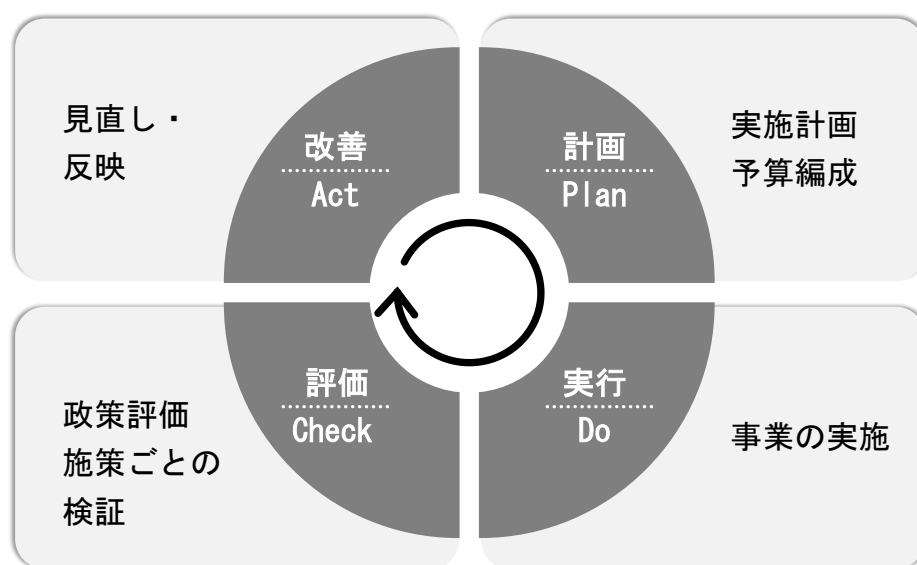 見直し・
反映
改善
Act
計画
Plan
実施計画
予算編成
政策評価
施策ごとの
検証
評価
Check
実行
Do
事業の実施